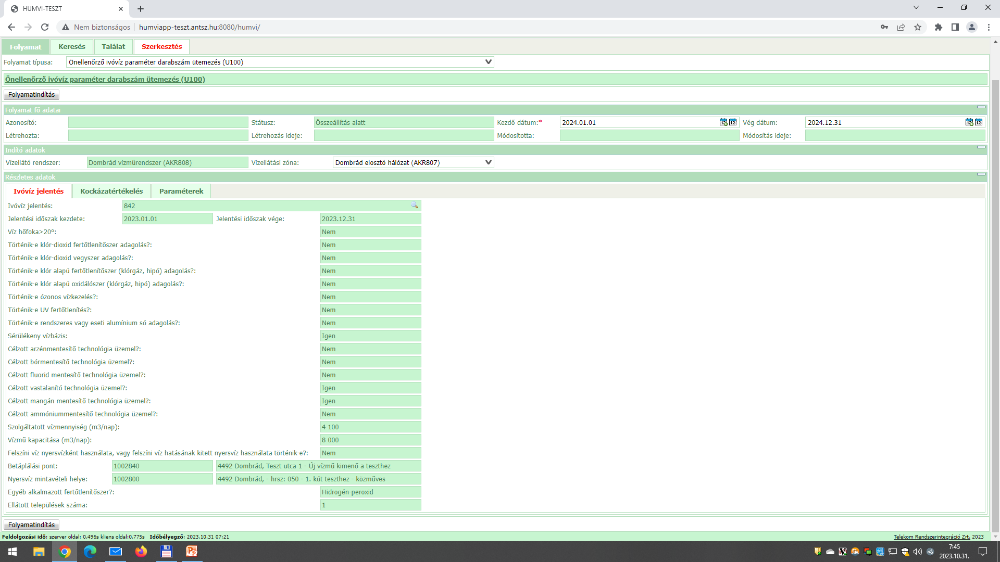 HUMVI-TESZT
Nem biztonságos | humviapp-teszt.antsz.hu:8080/humvi/
Folyamat Keresés Találat Szerkesztés
Folyamat típusa: Önellenőrző ivóvíz paraméter darabszám ütemezés (U100)
Önellenőrző ivóvíz paraméter darabszám ütemezés (U100)
Folyamatindítás
Folyamat fő adatai
Azonosító: Státusz: Összeállítás alatt Kezdő dátum:* 2024.01.01 Vég dátum: 2024.12.31
Létrehozta: Létrehozás ideje: Módosította: Módosítás ideje:
Indító adatok
Vízellátó rendszer: Dombrád vízműrendszer (AKR808) Vízellátási zóna: Dombrád elosztó hálózat (AKR807)
Részletes adatok
Ivóvíz jelentés Kockázatértékelés Paraméterek
Ivóvíz jelentés: 842
Jelentési időszak kezdete: 2023.01.01 Jelentési időszak vége: 2023.12.31
Víz hőfoka>20°: Nem
Történik-e klór-dioxid fertőtlenítőszer adagolás?: Nem
Történik-e klór-dioxid vegyszer adagolás?: Nem
Történik-e klór alapú fertőtlenítőszer (klórgáz, hipó) adagolás?: Nem
Történik-e klór alapú oxidálószer (klórgáz, hipó) adagolás?: Nem
Történik-e ózonos vízkezelés?: Nem
Történik-e UV fertőtlenítés?: Nem
Történik-e rendszeres vagy eseti alumínium só adagolás?: Nem
Sérülékeny vízbázis: Igen
Célzott arzénmentesítő technológia üzemel?: Nem
Célzott bórmentesítő technológia üzemel?: Nem
Célzott fluorid mentesítő technológia üzemel?: Nem
Célzott vastalanító technológia üzemel?: Igen
Célzott mangán mentesítő technológia üzemel?: Igen
Célzott ammóniummentesítő technológia üzemel?: Nem
Szolgáltatott vízmennyiség (m3/nap): 4 100
Vízmű kapacitása (m3/nap): 8 000
Felszíni víz nyersvízként használata, vagy felszíni víz hatásának kitett nyersvíz használata történik-e?: Nem
Betáplálási pont: 1002840 4492 Dombrád, Teszt utca 1 - Új vízmű kimenő a teszthez
Nyersvíz mintavételi helye: 1002800 4492 Dombrád, - hrsz: 050 - 1. kút teszthez - közműves
Egyéb alkalmazott fertőtlenítőszer?: Hidrogén-peroxid
Ellátott települések száma: 1
Folyamatindítás
Feldolgozási idő: szerver oldal: 0,496s kliens oldal:0,775s Időbélyegző: 2023.10.31 07:21 Telekom Rendszerintegráció Zrt. 2023
7:45
2023.10.31.